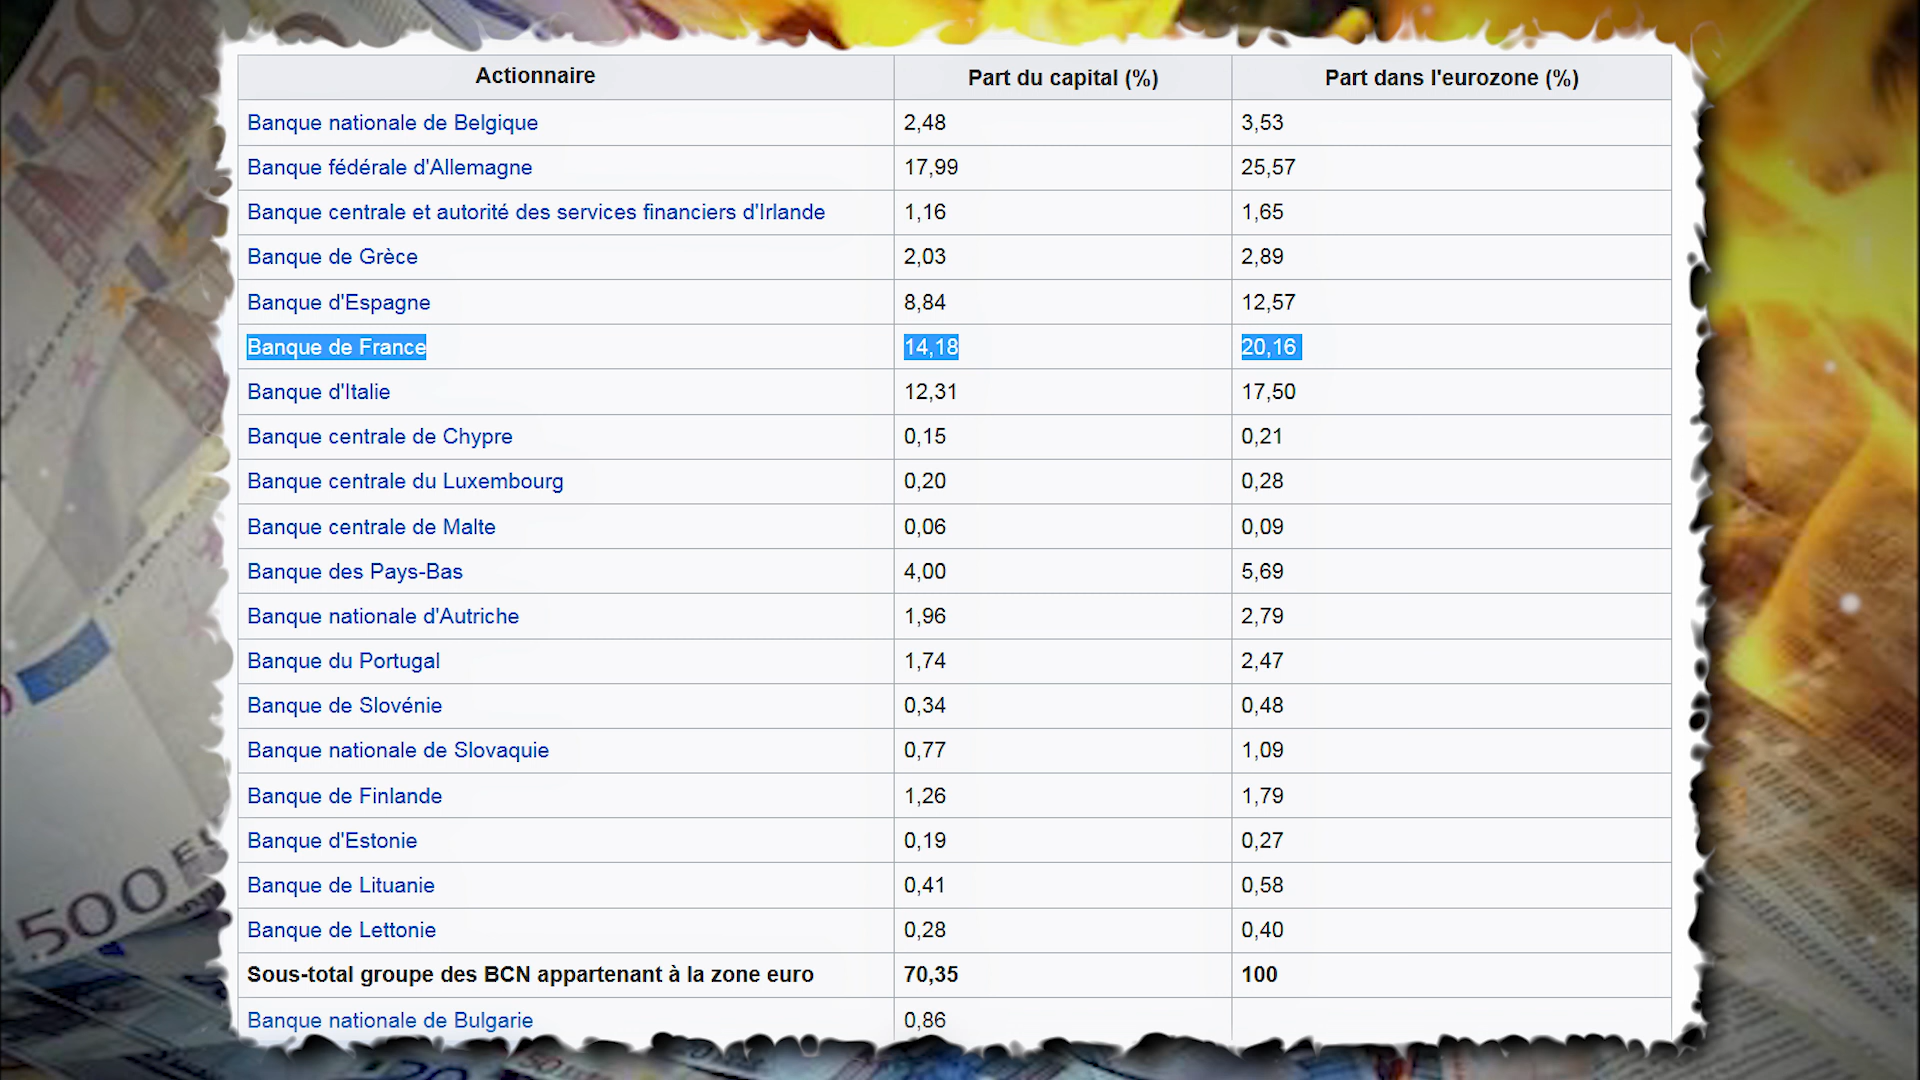 Actionnaire Part du capital (%) Part dans l'eurozone (%)
Banque nationale de Belgique 2,48 3,53
Banque fédérale d'Allemagne 17,99 25,57
Banque centrale et autorité des services financiers d'Irlande 1,16 1,65
Banque de Grèce 2,03 2,89
Banque d'Espagne 8,84 12,57
Banque de France 14,18 20,16
Banque d'Italie 12,31 17,50
Banque centrale de Chypre 0,15 0,21
Banque centrale du Luxembourg 0,20 0,28
Banque centrale de Malte 0,06 0,09
Banque des Pays-Bas 4,00 5,69
Banque nationale d'Autriche 1,96 2,79
Banque du Portugal 1,74 2,47
Banque de Slovénie 0,34 0,48
Banque nationale de Slovaquie 0,77 1,09
Banque de Finlande 1,26 1,79
Banque d'Estonie 0,19 0,27
Banque de Lituanie 0,41 0,58
Banque de Lettonie 0,28 0,40
Sous-total groupe des BCN appartenant à la zone euro 70,35 100
Banque nationale de Bulgarie 0,86
500